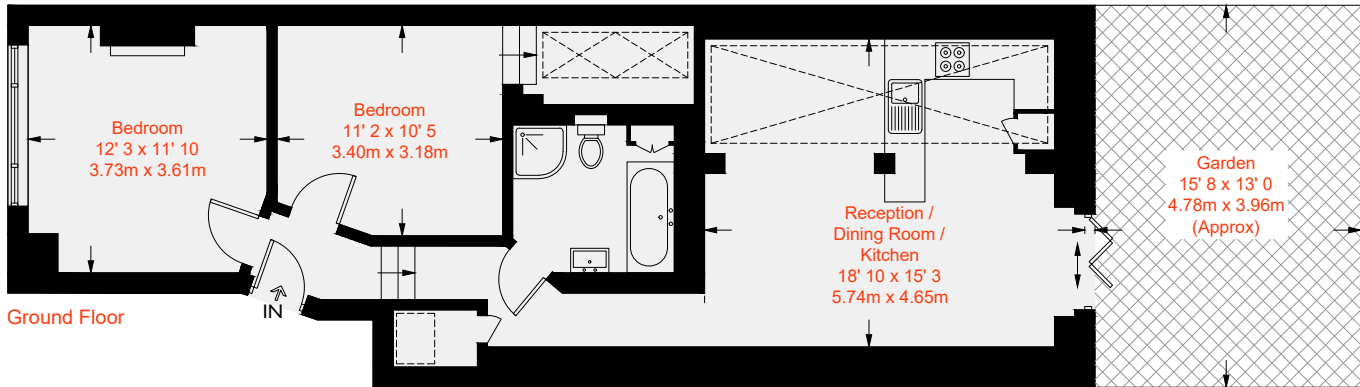 Bedroom
12' 3 x 11' 10
3.73m x 3.61m
Bedroom
11' 2 x 10' 5
3.40m x 3.18m
Reception /
Dining Room /
Kitchen
18' 10 x 15' 3
5.74m x 4.65m
Garden
15' 8 x 13' 0
4.78m x 3.96m
(Approx)
IN
Ground Floor